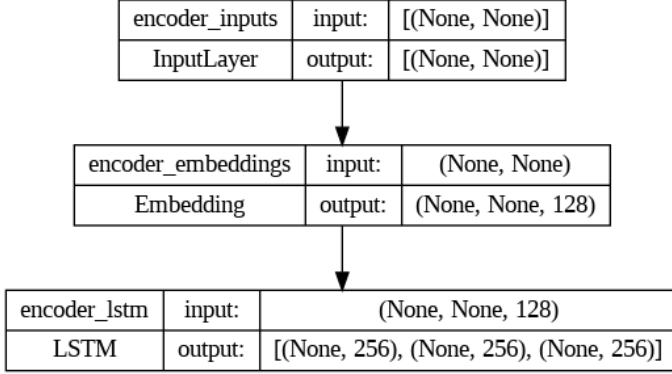 encoder_inputs input: [(None, None)]
InputLayer output: [(None, None)]
encoder_embeddings input: (None, None)
Embedding output: (None, None, 128)
encoder_lstm input: (None, None, 128)
LSTM output: [(None, 256), (None, 256), (None, 256)]